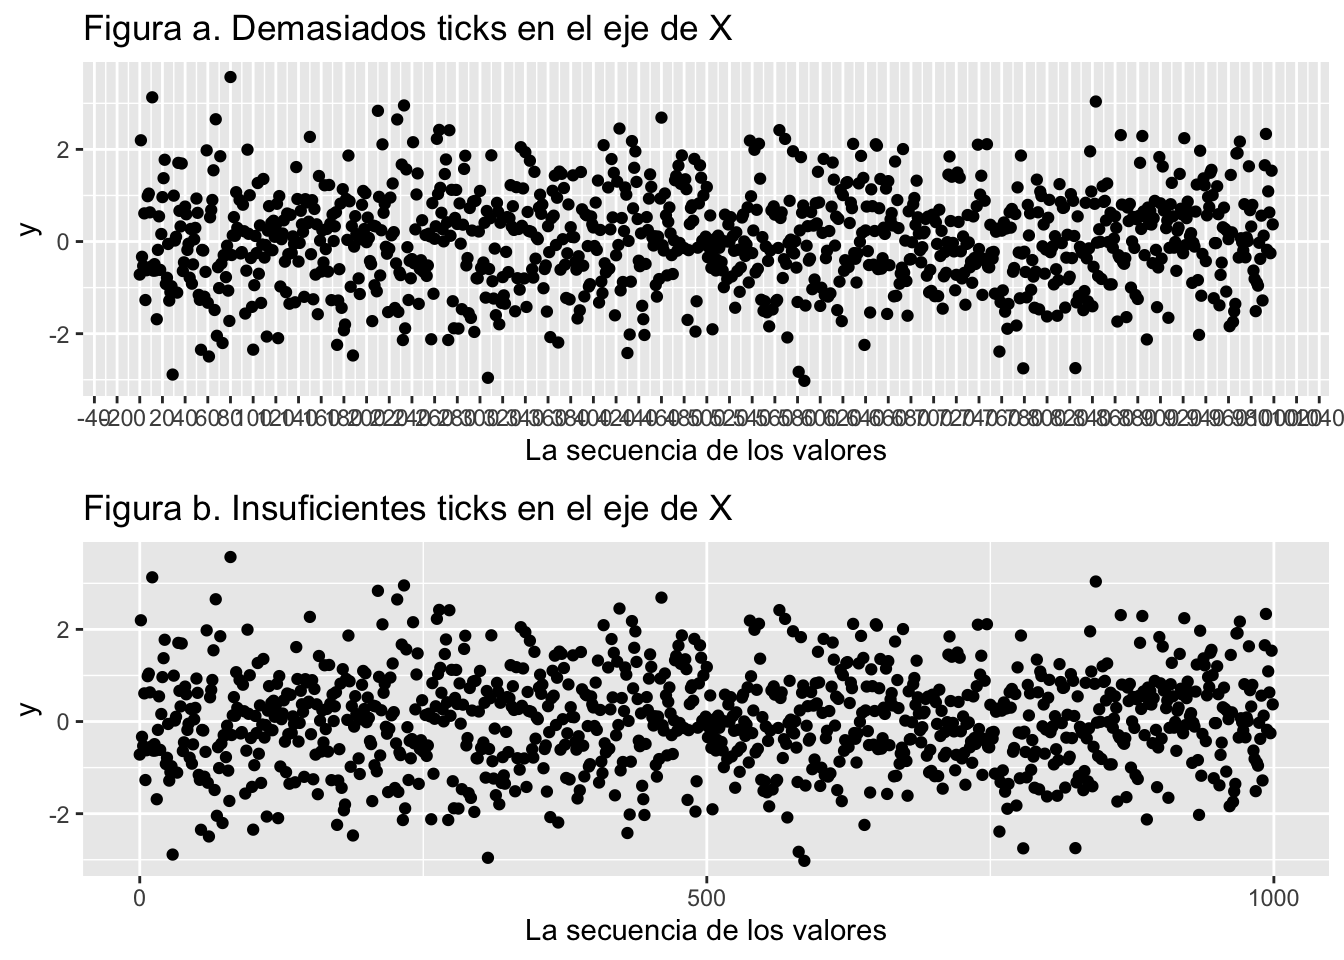 Figura a. Demasiados ticks en el eje de X
2
0
-2
y
La secuencia de los valores
Figura b. Insuficientes ticks en el eje de X
2
0
-2
y
0 500 1000
La secuencia de los valores